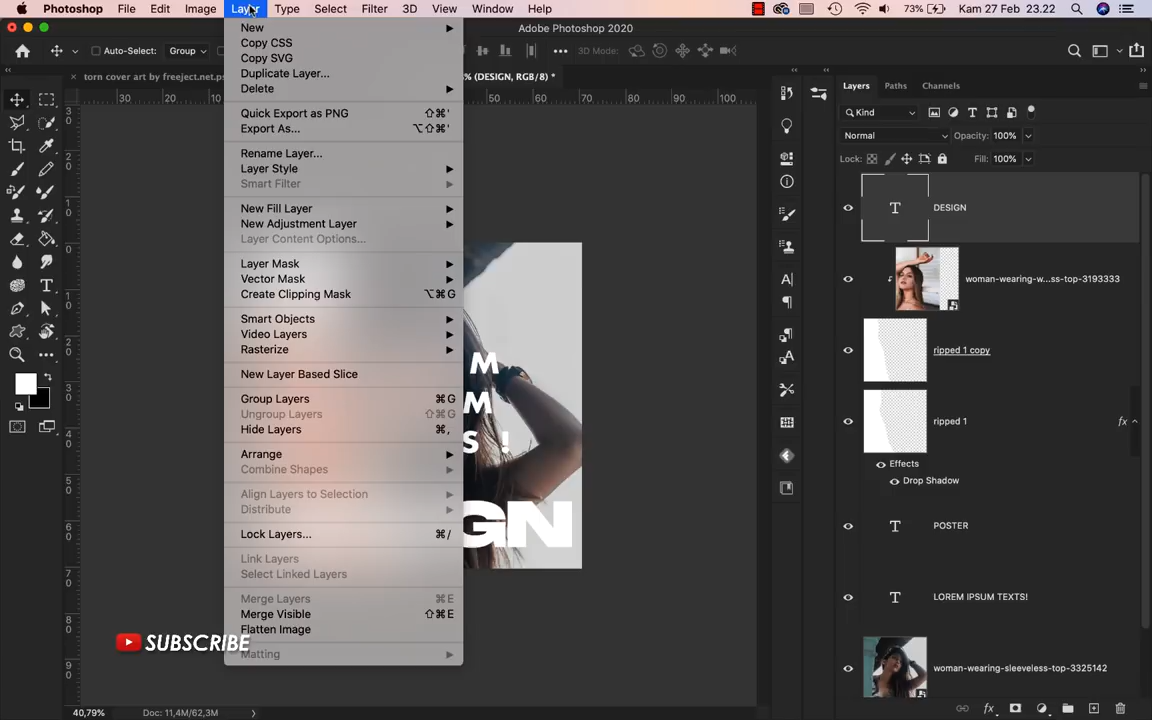 Photoshop File Edit Image Layer Type Select Filter 3D View Window Help 73% Kam 27 Feb 23.22
Adobe Photoshop 2020
Auto-Select: Group 3D Mode:
torn cover art by freeject.net.ps % (DESIGN, RGB/8) *
30 20 10 50 60 70 80 90 100
New
Copy CSS
Copy SVG
Duplicate Layer...
Delete
Quick Export as PNG ⇧⌘'
Export As... ⌥⇧⌘'
Rename Layer...
Layer Style
Smart Filter
New Fill Layer
New Adjustment Layer
Layer Content Options...
Layer Mask
Vector Mask
Create Clipping Mask ⌥⌘G
Smart Objects
Video Layers
Rasterize
New Layer Based Slice
Group Layers ⌘G
Ungroup Layers ⇧⌘G
Hide Layers ⌘,
Arrange
Combine Shapes
Align Layers to Selection
Distribute
Lock Layers... ⌘/
Link Layers
Select Linked Layers
Merge Layers ⌘E
Merge Visible ⇧⌘E
Flatten Image
Matting
M
M
S !
GN
SUBSCRIBE
40,79% Doc: 11,4M/62,3M
Layers Paths Channels
Kind
Normal Opacity: 100%
Lock: Fill: 100%
DESIGN
woman-wearing-w...ss-top-3193333
ripped 1 copy
ripped 1 fx
Effects
Drop Shadow
POSTER
LOREM IPSUM TEXTS!
woman-wearing-sleeveless-top-3325142